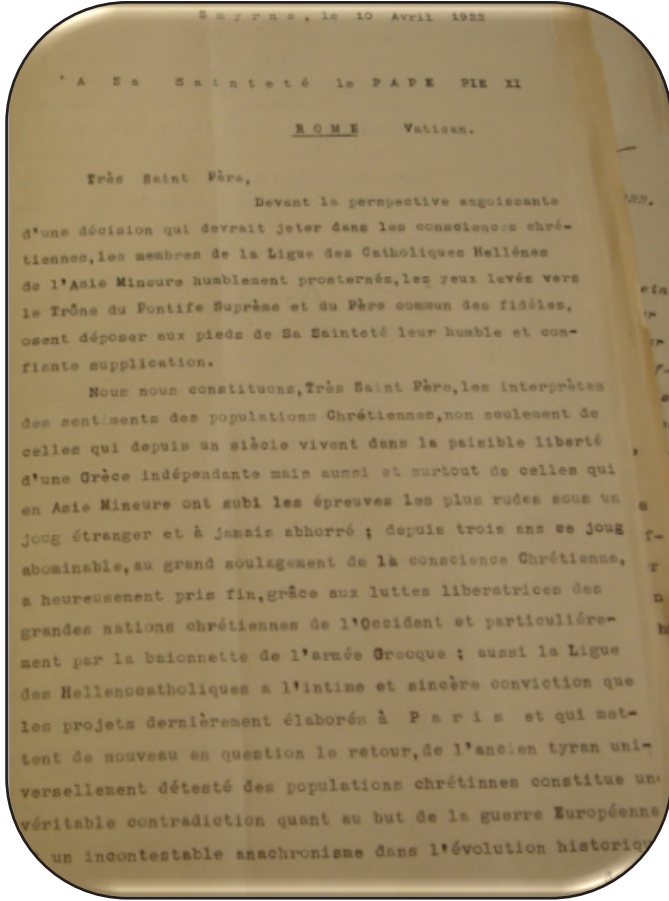 Smyrne, le 10 Avril 1922
A Sa Sainteté le PAPE PIE XI
ROME Vatican.
Très Saint Père,
Devant la perspective angoissante
d'une décision qui devrait jeter dans les consciences chré-
tiennes,les membres de la Ligue des Catholiques Hellénes
de l'Asie Mineure humblement prosternés,les yeux levés vers
le Trône du Pontife Suprème et du Père commun des fidéles,
osent déposer aux pieds de Sa Sainteté leur humble et con-
fiante supplication.
Nous nous constituons,Très Saint Père,les interprètes
des sentiments des populations Chrétiennes,non seulement de
celles qui depuis un siècle vivent dans la paisible liberté
d'une Grèce indépendante mais aussi et surtout de celles qui
en Asie Mineure ont subi les épreuves les plus rudes sous un
joug étranger et à jamais abhorré ; depuis trois ans ce joug
abominable,au grand soulagement de la conscience Chrétienne,
a heureusement pris fin,grâce aux luttes liberatrices des
grandes nations chrétiennes de l'Occident et particuliére-
ment par la baionnette de l'armée Grecque ; aussi la Ligue
des Hellenocatholiques a l'intime et sincère conviction que
les projets dernièrement élaborés à Paris et qui met-
tent de nouveau en question le retour,de l'ancien tyran uni-
versellement détesté des populations chrétinnes constitue un
véritable contradiction quant au but de la guerre Européenne
un incontestable anachronisme dans l'évolution historiq